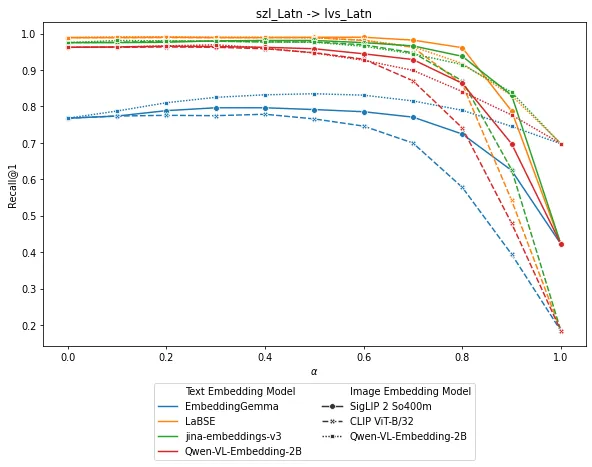 szl_Latn -> lvs_Latn
Recall@1
1.0
0.9
0.8
0.7
0.6
0.5
0.4
0.3
0.2
0.0 0.2 0.4 0.6 0.8 1.0
α
Text Embedding Model
EmbeddingGemma
LaBSE
jina-embeddings-v3
Qwen-VL-Embedding-2B
Image Embedding Model
SigLIP 2 So400m
CLIP ViT-B/32
Qwen-VL-Embedding-2B